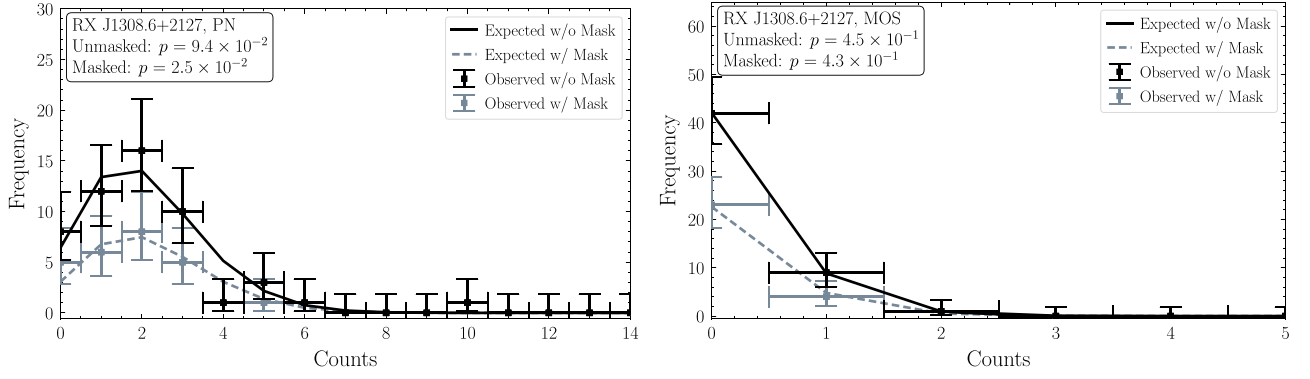 RX J1308.6+2127, PN
Unmasked: p = 9.4 × 10⁻²
Masked: p = 2.5 × 10⁻²
Expected w/o Mask
Expected w/ Mask
Observed w/o Mask
Observed w/ Mask
Frequency
30
25
20
15
10
5
0
0 2 4 6 8 10 12 14
Counts
RX J1308.6+2127, MOS
Unmasked: p = 4.5 × 10⁻¹
Masked: p = 4.3 × 10⁻¹
Expected w/o Mask
Expected w/ Mask
Observed w/o Mask
Observed w/ Mask
Frequency
60
50
40
30
20
10
0
0 1 2 3 4 5
Counts